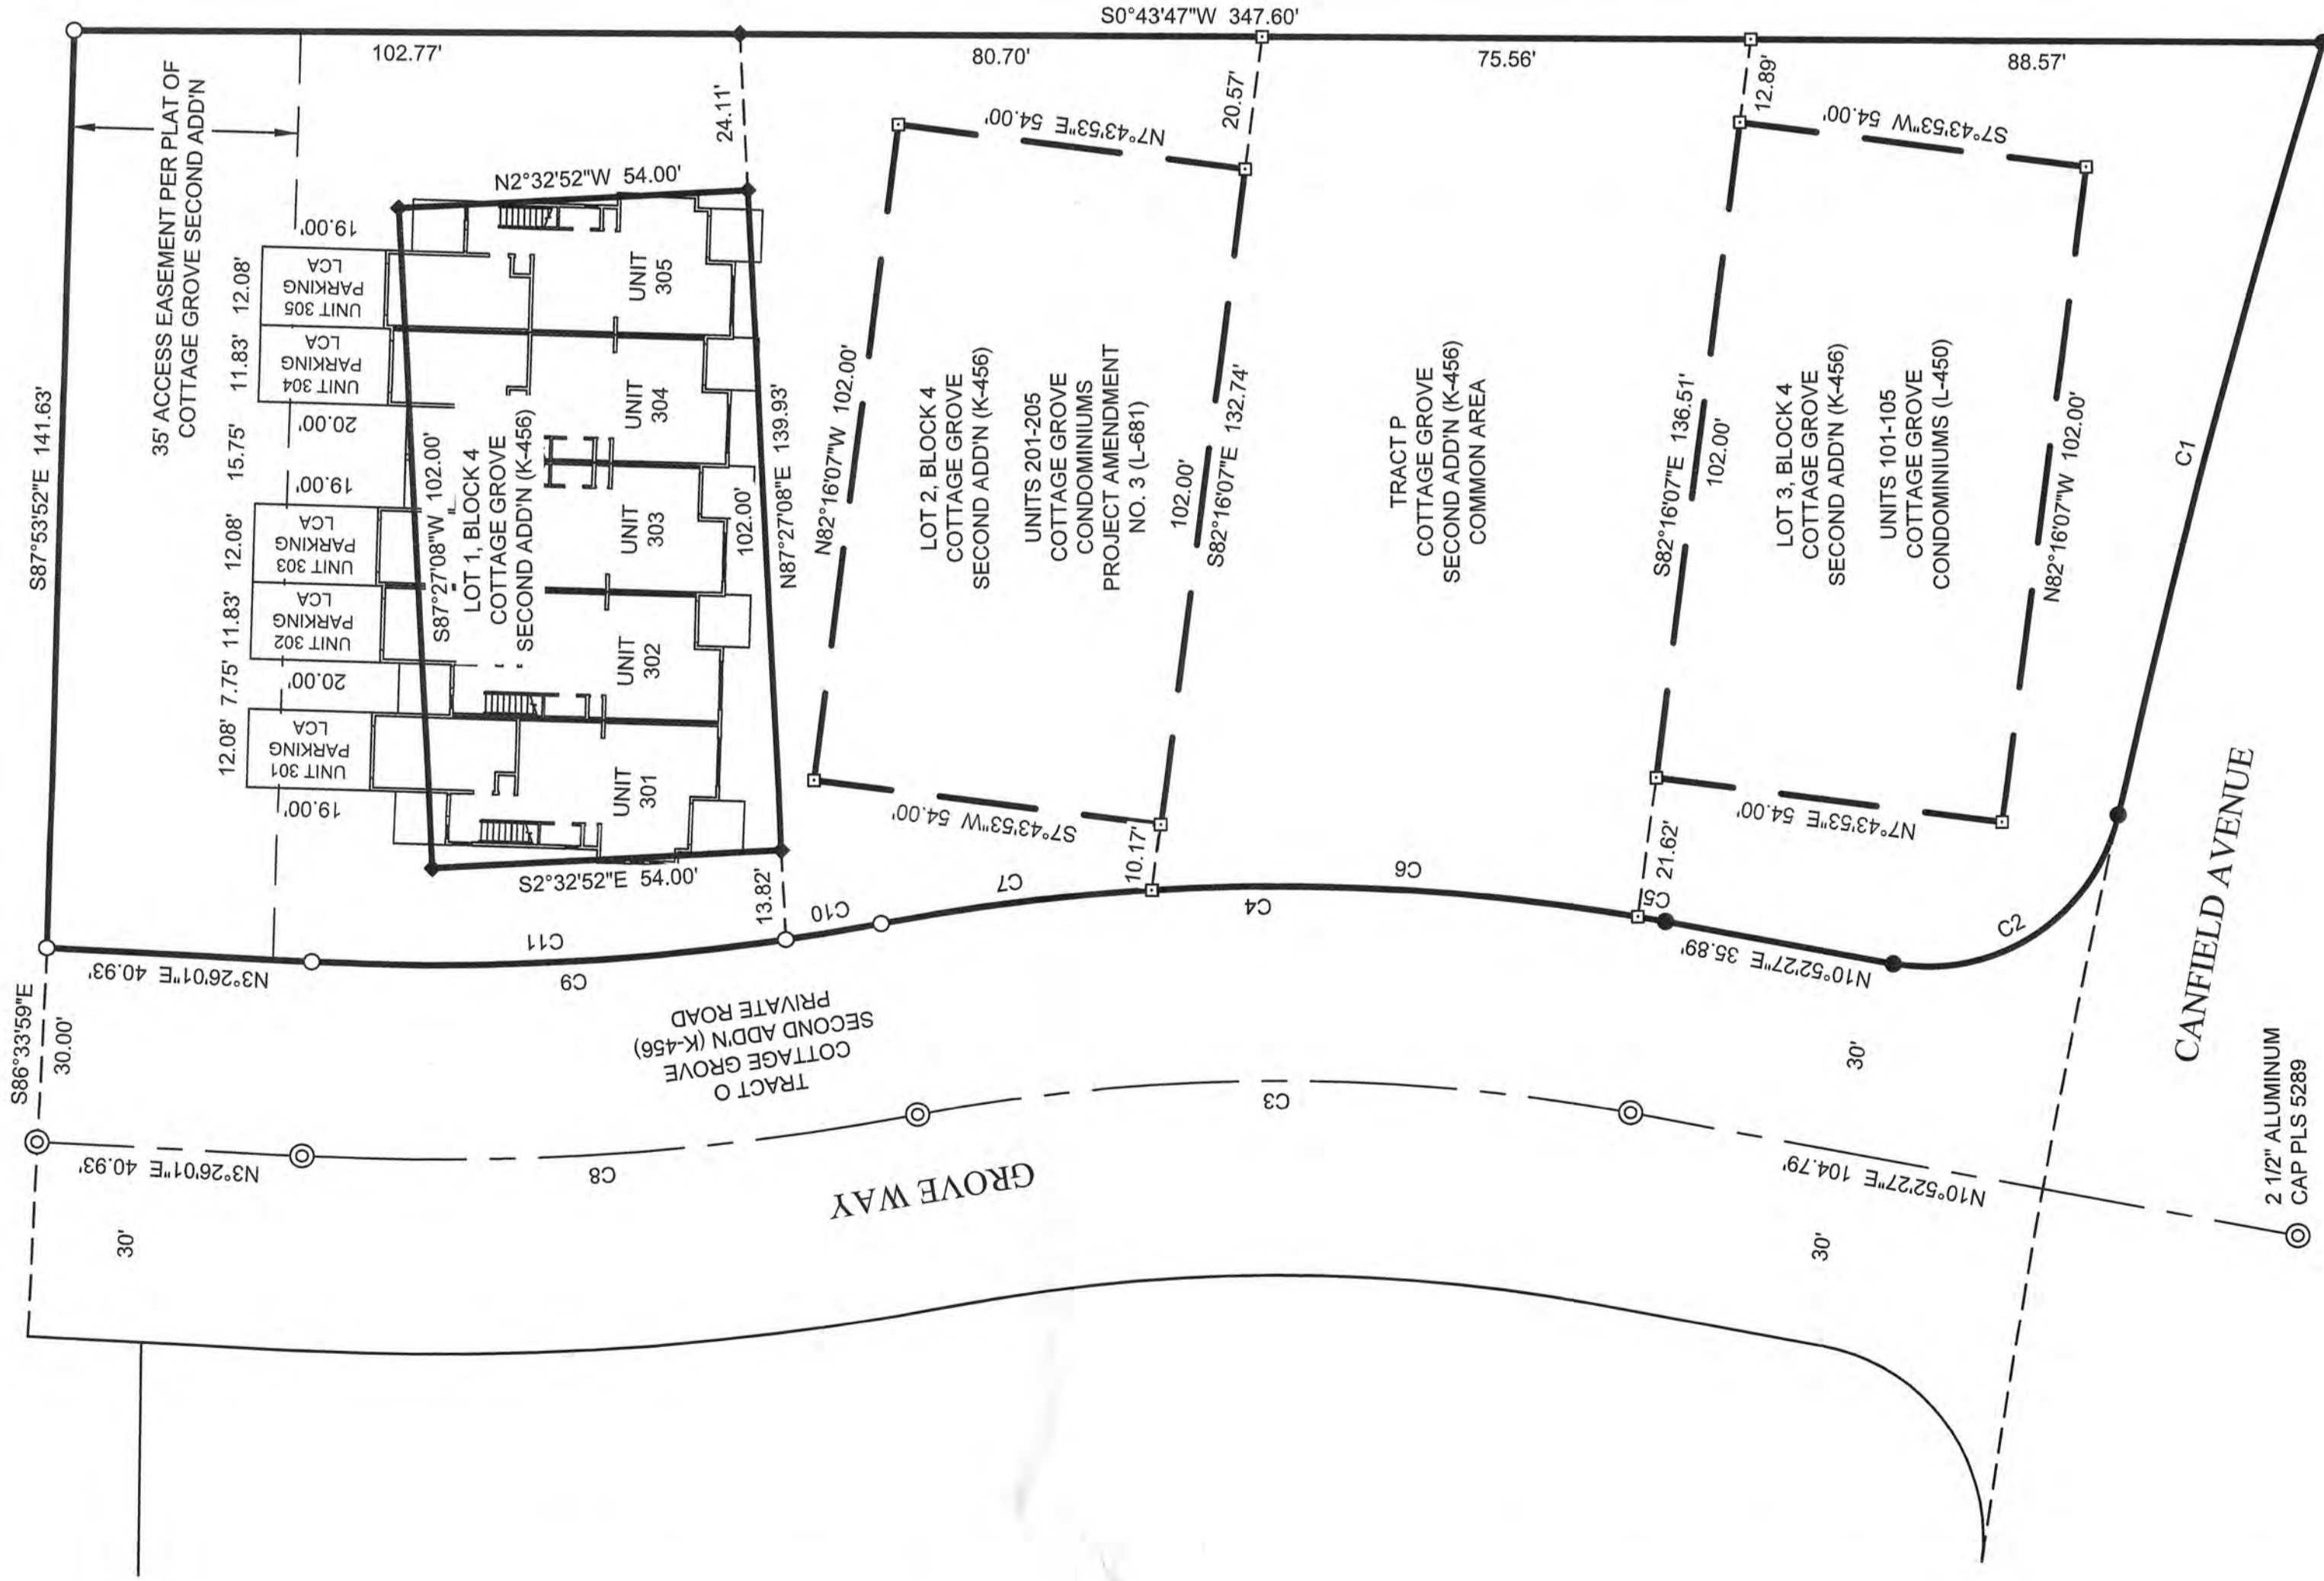 S0°43'47"W 347.60'
102.77'
80.70'
75.56'
88.57'
S87°53'52"E 141.63'
35' ACCESS EASEMENT PER PLAT OF
COTTAGE GROVE SECOND ADD'N
24.11'
N2°32'52"W 54.00'
20.57'
N7°43'53"E 54.00'
12.89'
S7°43'53"W 54.00'
19.00'
12.08'
UNIT 305
PARKING
LCA
11.83'
UNIT 304
PARKING
LCA
20.00'
15.75'
19.00'
12.08'
UNIT 303
PARKING
LCA
11.83'
UNIT 302
PARKING
LCA
20.00'
7.75'
12.08'
UNIT 301
PARKING
LCA
19.00'
UNIT
305
UNIT
304
UNIT
303
UNIT
302
UNIT
301
S87°27'08"W 102.00'
LOT 1, BLOCK 4
COTTAGE GROVE
SECOND ADD'N (K-456)
102.00'
N87°27'08"E 139.93'
N82°16'07"W 102.00'
LOT 2, BLOCK 4
COTTAGE GROVE
SECOND ADD'N (K-456)
UNITS 201-205
COTTAGE GROVE
CONDOMINIUMS
PROJECT AMENDMENT
NO. 3 (L-681)
102.00'
S82°16'07"E 132.74'
TRACT P
COTTAGE GROVE
SECOND ADD'N (K-456)
COMMON AREA
S82°16'07"E 136.51'
102.00'
LOT 3, BLOCK 4
COTTAGE GROVE
SECOND ADD'N (K-456)
UNITS 101-105
COTTAGE GROVE
CONDOMINIUMS (L-450)
N82°16'07"W 102.00'
C1
S2°32'52"E 54.00'
13.82'
S7°43'53"W 54.00'
10.17'
N7°43'53"E 54.00'
21.62'
C11
C10
C7
C6
C5
C9
C4
C2
N3°26'01"E 40.93'
N10°52'27"E 35.89'
S86°33'59"E
30.00'
TRACT O
COTTAGE GROVE
SECOND ADD'N (K-456)
PRIVATE ROAD
30'
CANFIELD AVENUE
N3°26'01"E 40.93'
C8
C3
N10°52'27"E 104.79'
GROVE WAY
30'
30'
2 1/2" ALUMINUM
CAP PLS 5289